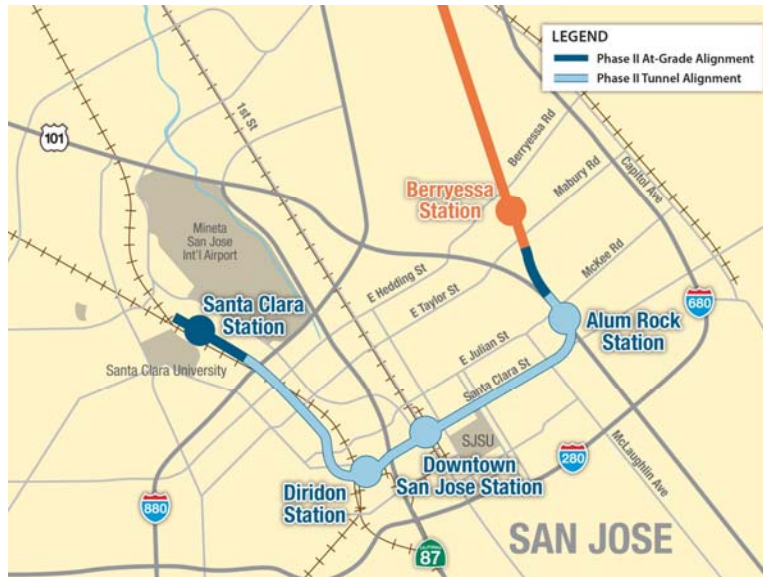 LEGEND
Phase II At-Grade Alignment
Phase II Tunnel Alignment
101
1st St
Berryessa Rd
Mabury Rd
Capitol Ave
Berryessa
Station
Mineta
San Jose
Int'l Airport
McKee Rd
E Hedding St
E Taylor St
680
Santa Clara
Station
Alum Rock
Station
E Julian St
Santa Clara University
Santa Clara St
SJSU
280
McLaughlin Ave
Downtown
San Jose Station
Diridon
Station
880
CALIFORNIA
87
SAN JOSE